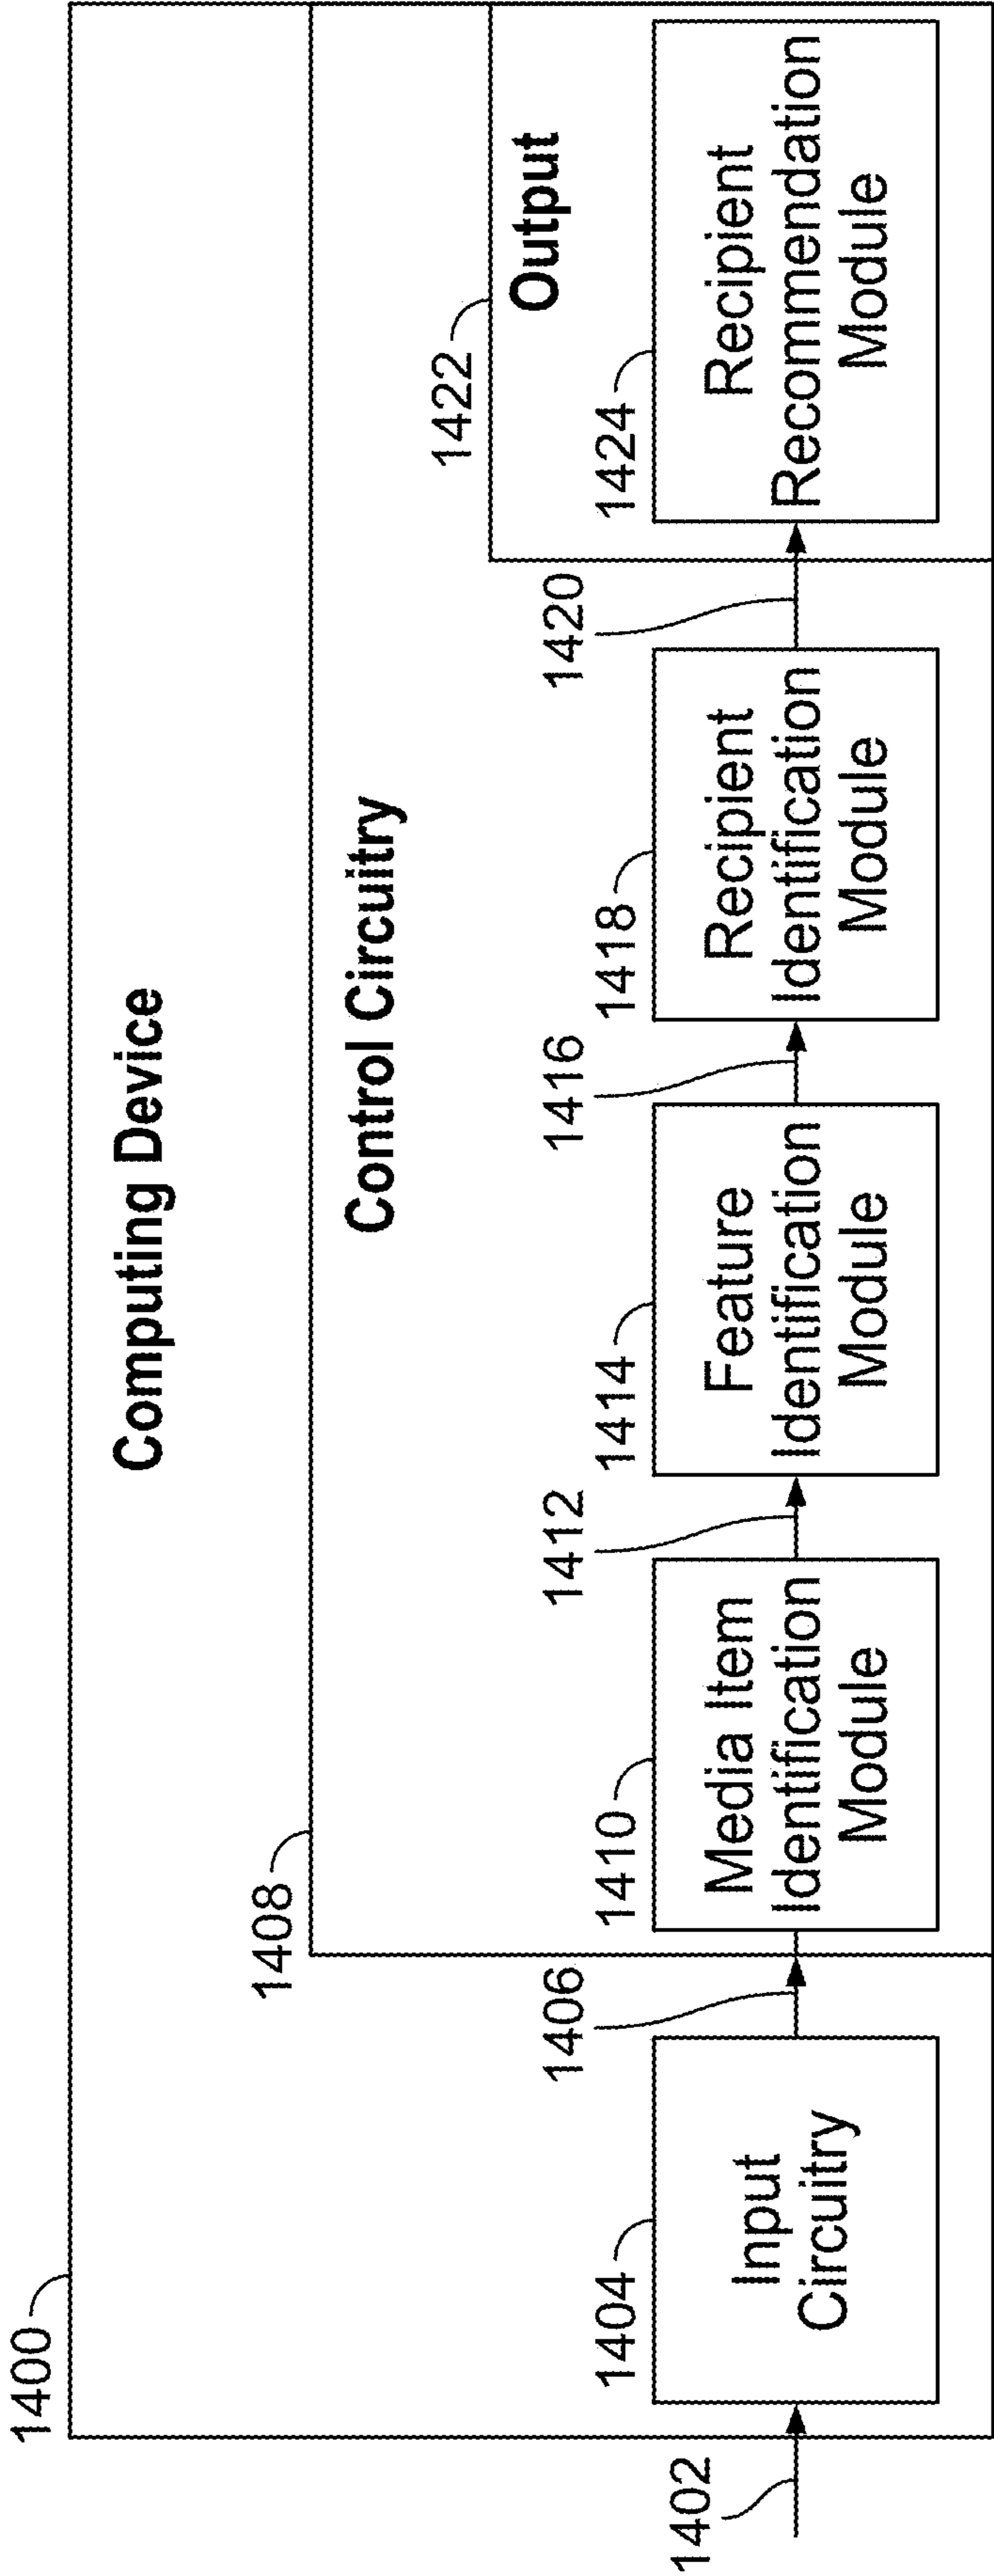 1400
Computing Device
1408
Control Circuitry
1422
Output
1402
1404
Input
Circuitry
1406
1410
Media Item
Identification
Module
1412
1414
Feature
Identification
Module
1416
1418
Recipient
Identification
Module
1420
1424
Recipient
Recommendation
Module